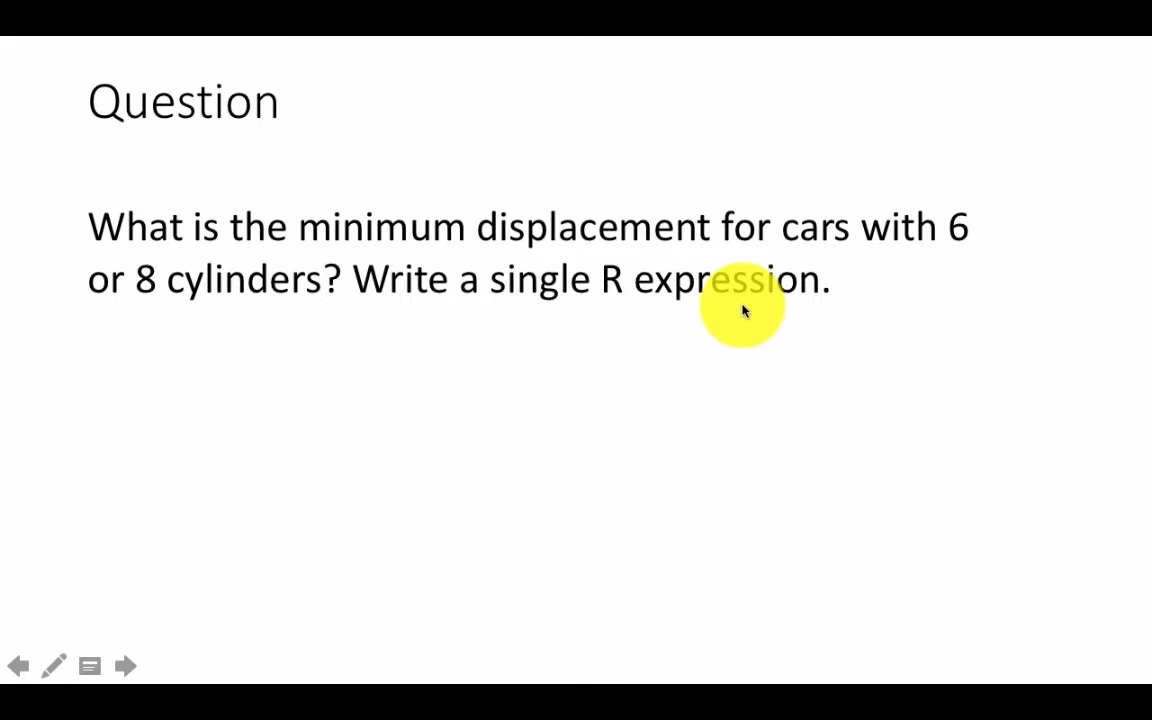 Question
What is the minimum displacement for cars with 6
or 8 cylinders? Write a single R expression.